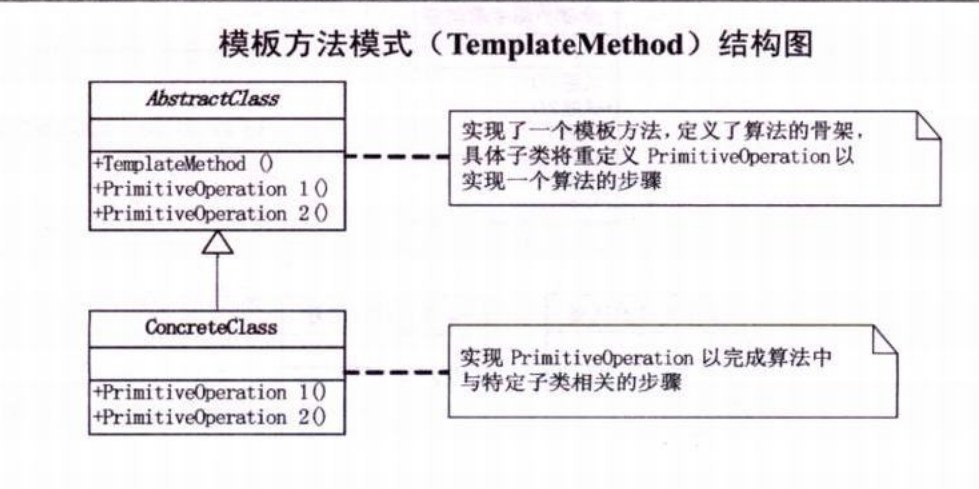 模板方法模式（TemplateMethod）结构图
AbstractClass
+TemplateMethod ()
+PrimitiveOperation 1()
+PrimitiveOperation 2()
实现了一个模板方法，定义了算法的骨架，
具体子类将重定义 PrimitiveOperation 以
实现一个算法的步骤
ConcreteClass
+PrimitiveOperation 1()
+PrimitiveOperation 2()
实现 PrimitiveOperation 以完成算法中
与特定子类相关的步骤